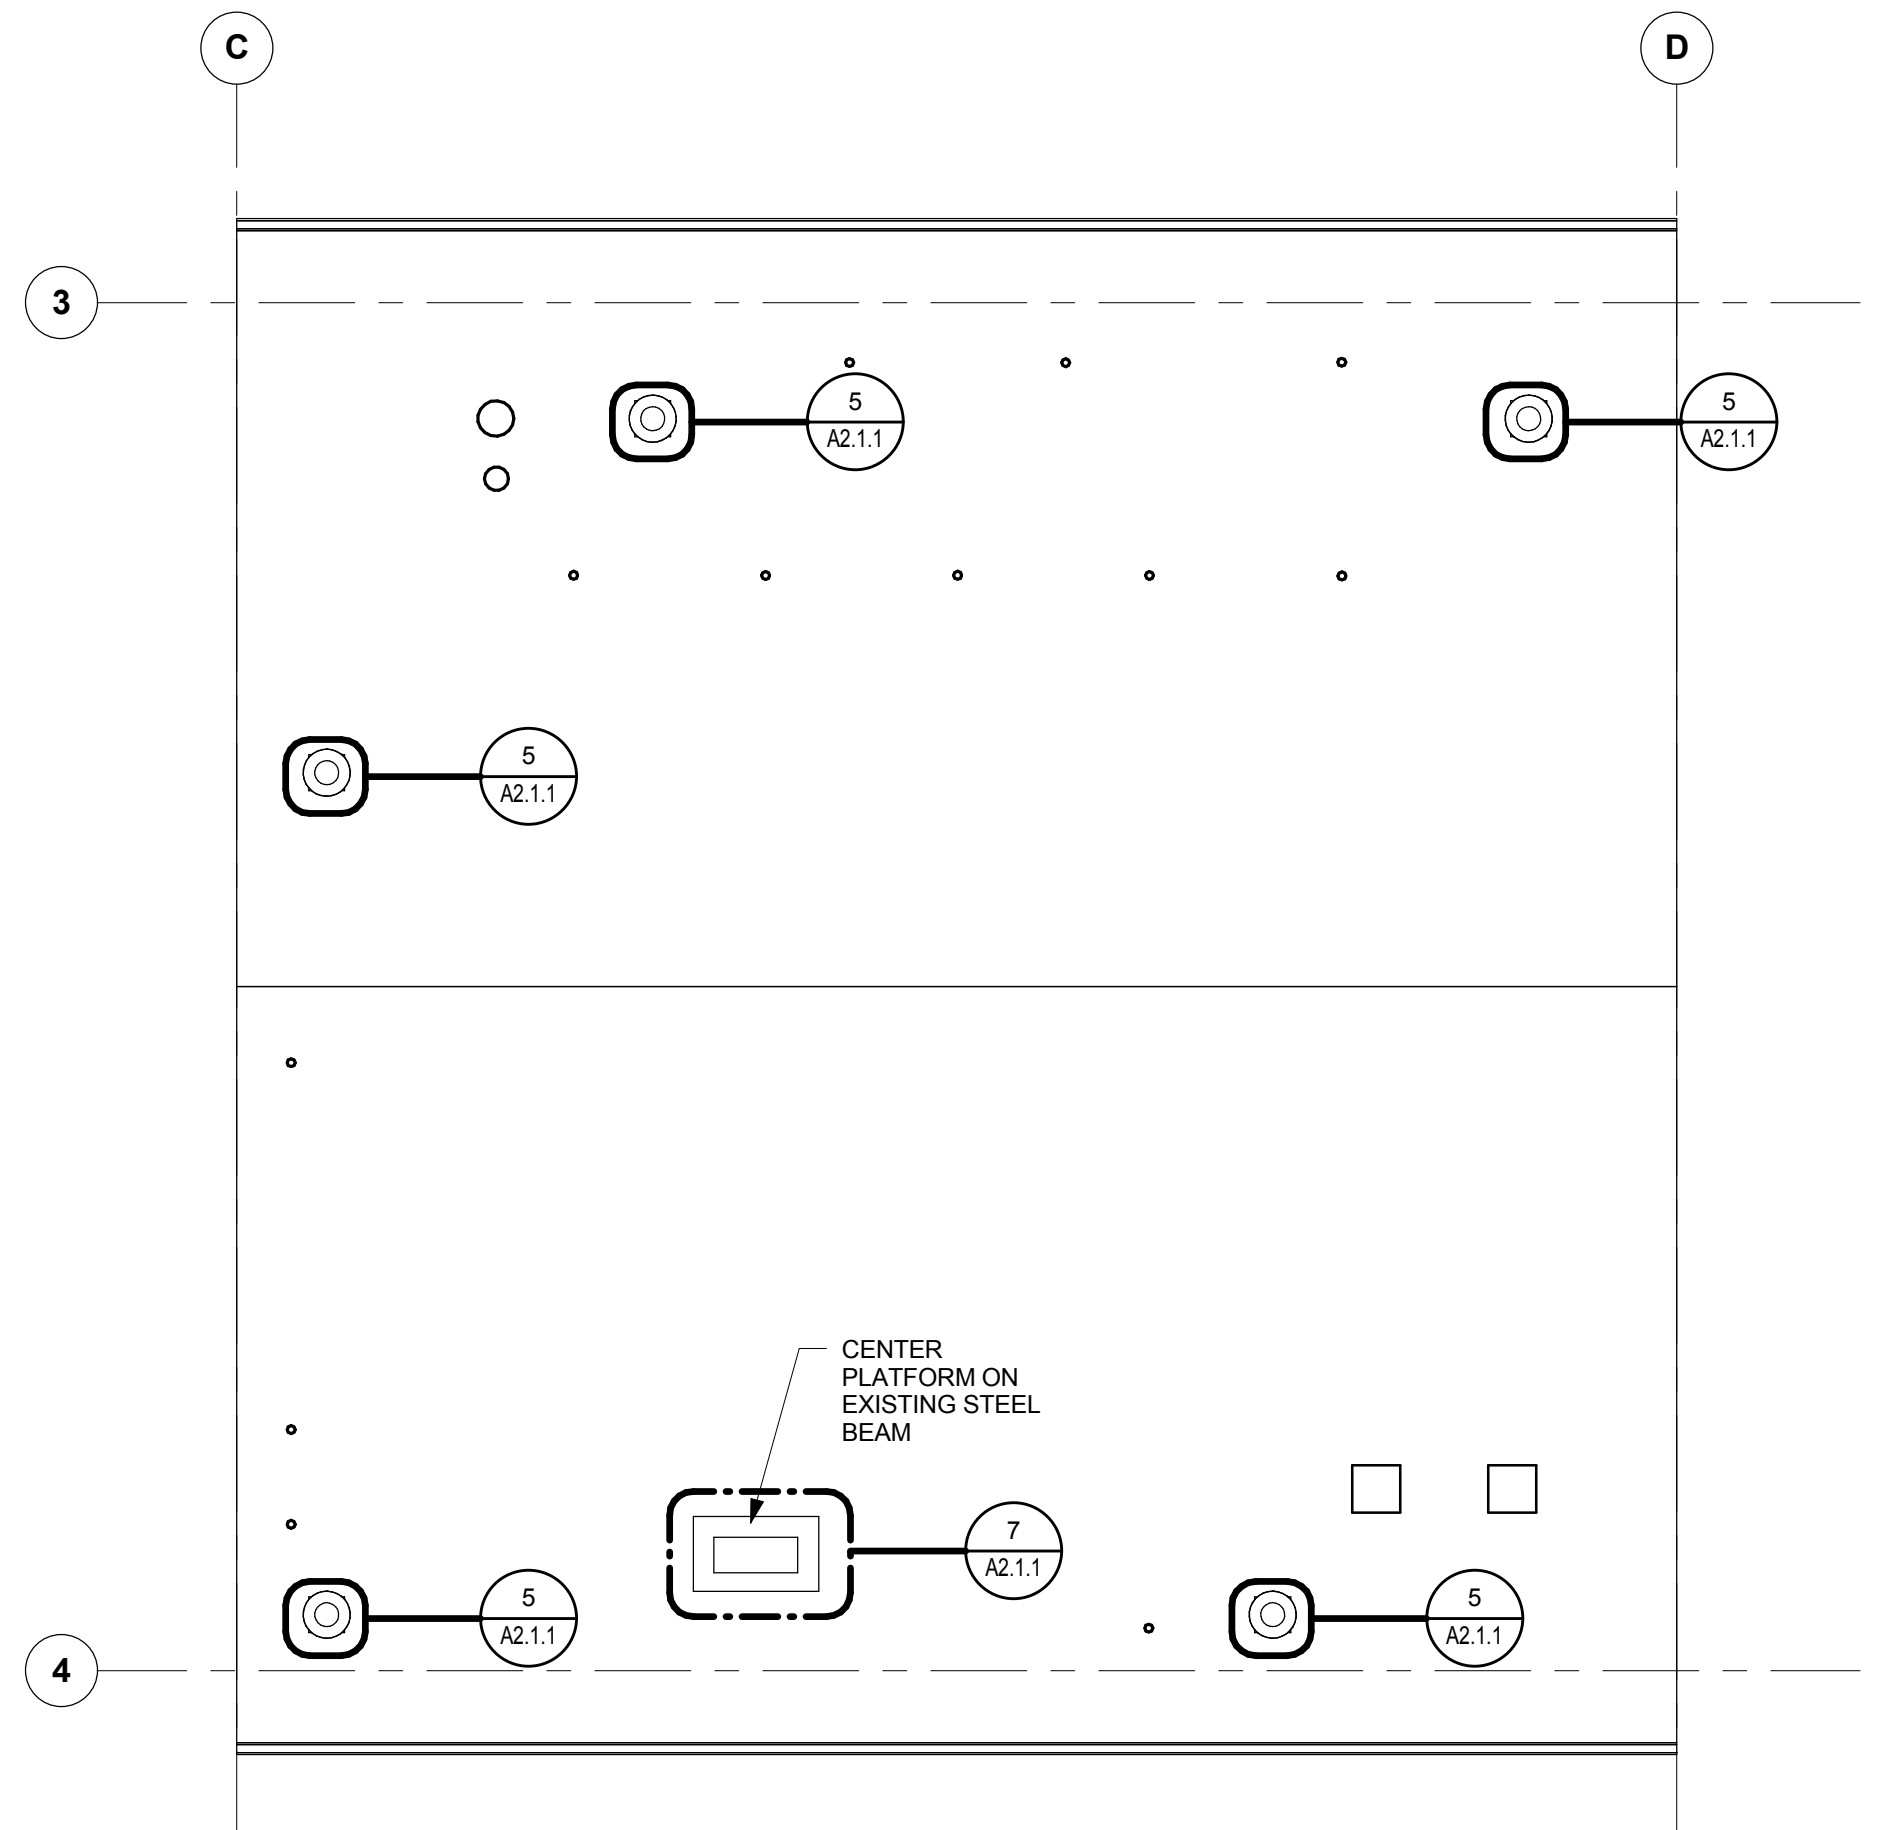 C
D
3
5
A2.1.1
5
A2.1.1
5
A2.1.1
CENTER
PLATFORM ON
EXISTING STEEL
BEAM
7
A2.1.1
5
A2.1.1
5
A2.1.1
4